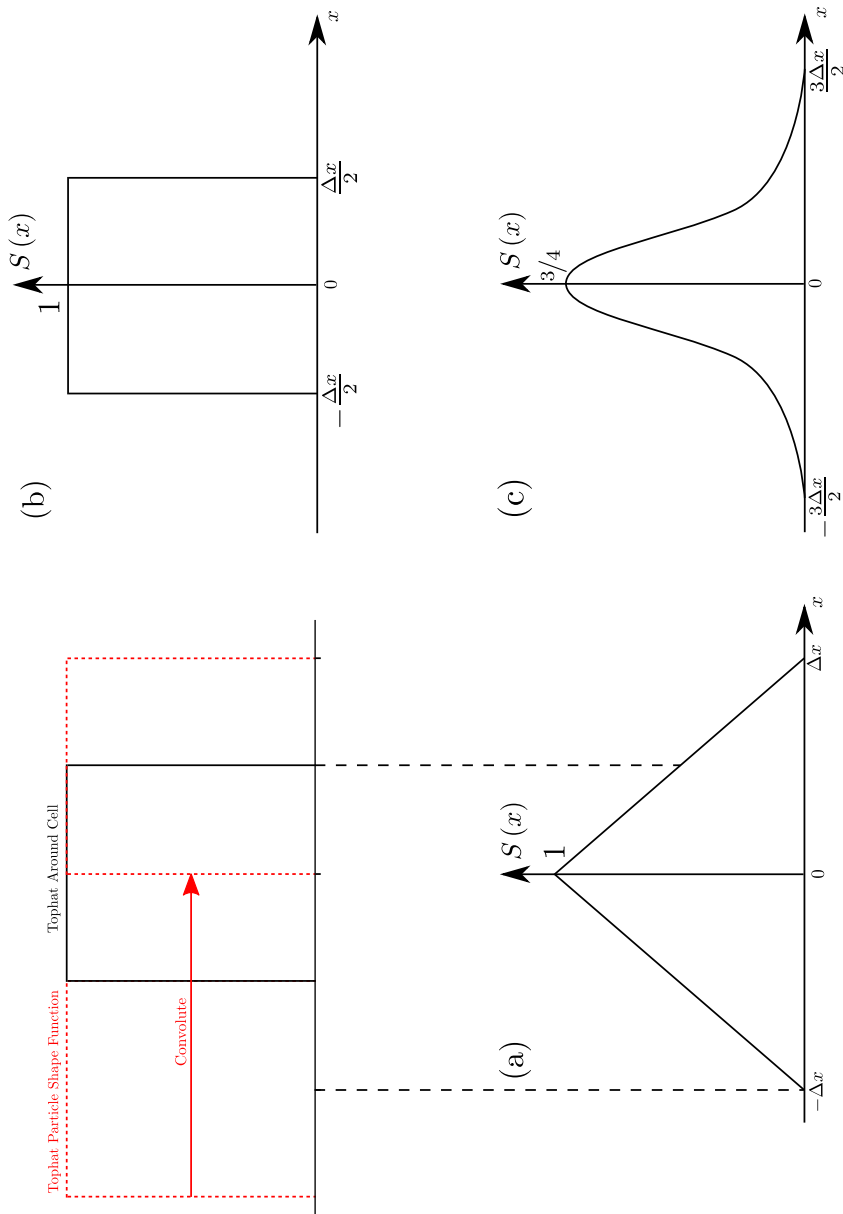 Tophat Particle Shape Function
Tophat Around Cell
Convolute
(a)
S (x)
1
−Δx
0
Δx
x
(b)
S (x)
1
−Δx/2
0
Δx/2
x
(c)
S (x)
3/4
−3Δx/2
0
3Δx/2
x